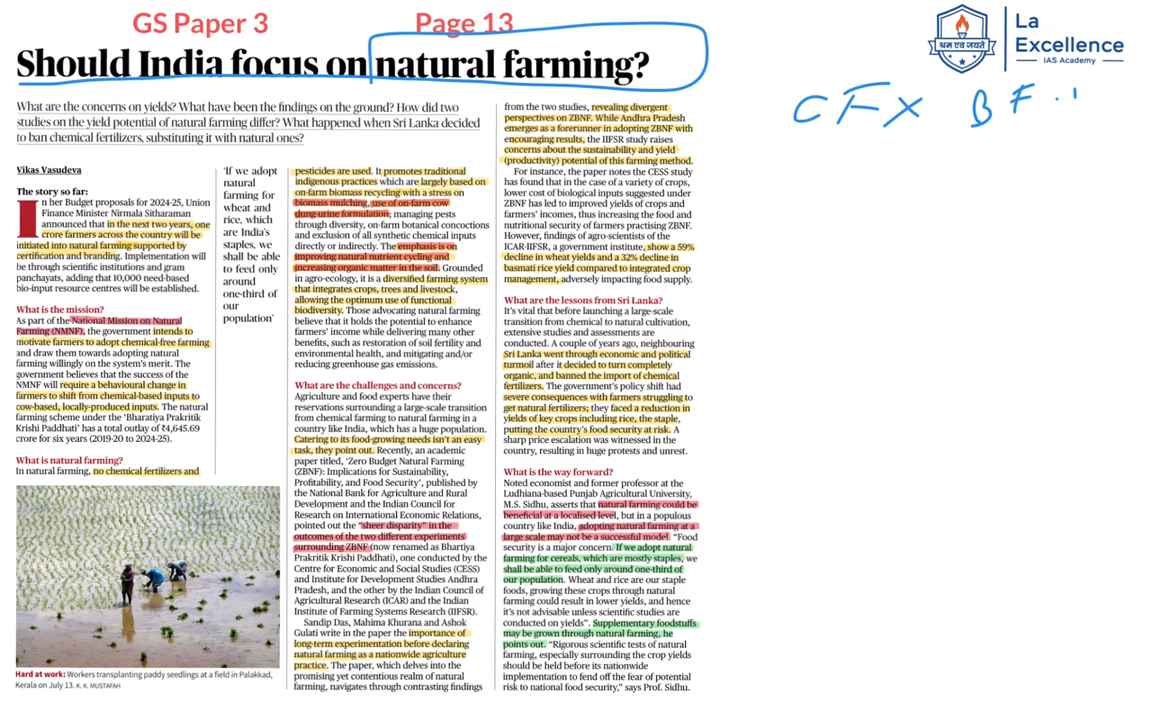 GS Paper 3
Page 13
Should India focus on natural farming?
What are the concerns on yields? What have been the findings on the ground? How did two
studies on the yield potential of natural farming differ? What happened when Sri Lanka decided
to ban chemical fertilizers, substituting it with natural ones?
Vikas Vasudeva
The story so far:
In her Budget proposals for 2024-25, Union
Finance Minister Nirmala Sitharaman
announced that in the next two years, one
crore farmers across the country will be
initiated into natural farming supported by
certification and branding. Implementation will
be through scientific institutions and gram
panchayats, adding that 10,000 need-based
bio-input resource centres will be established.
What is the mission?
As part of the National Mission on Natural
Farming (NMNF), the government intends to
motivate farmers to adopt chemical-free farming
and draw them towards adopting natural
farming willingly on the system's merit. The
government believes that the success of the
NMNF will require a behavioural change in
farmers to shift from chemical-based inputs to
cow-based, locally-produced inputs. The natural
farming scheme under the 'Bharatiya Prakritik
Krishi Paddhati' has a total outlay of ₹4,645.69
crore for six years (2019-20 to 2024-25).
What is natural farming?
In natural farming, no chemical fertilizers and
'If we adopt
natural
farming for
wheat and
rice, which
are India's
staples, we
shall be able
to feed only
around
one-third of
our
population'
pesticides are used. It promotes traditional
indigenous practices which are largely based on
on-farm biomass recycling with a stress on
biomass mulching, use of on-farm cow
dung-urine formulation; managing pests
through diversity, on-farm botanical concoctions
and exclusion of all synthetic chemical inputs
directly or indirectly. The emphasis is on
improving natural nutrient cycling and
increasing organic matter in the soil. Grounded
in agro-ecology, it is a diversified farming system
that integrates crops, trees and livestock,
allowing the optimum use of functional
biodiversity. Those advocating natural farming
believe that it holds the potential to enhance
farmers' income while delivering many other
benefits, such as restoration of soil fertility and
environmental health, and mitigating and/or
reducing greenhouse gas emissions.
What are the challenges and concerns?
Agriculture and food experts have their
reservations surrounding a large-scale transition
from chemical farming to natural farming in a
country like India, which has a huge population.
Catering to its food-growing needs isn't an easy
task, they point out. Recently, an academic
paper titled, 'Zero Budget Natural Farming
(ZBNF): Implications for Sustainability,
Profitability, and Food Security', published by
the National Bank for Agriculture and Rural
Development and the Indian Council for
Research on International Economic Relations,
pointed out the "sheer disparity" in the
outcomes of the two different experiments
surrounding ZBNF (now renamed as Bhartiya
Prakritik Krishi Paddhati), one conducted by the
Centre for Economic and Social Studies (CESS)
and Institute for Development Studies Andhra
Pradesh, and the other by the Indian Council of
Agricultural Research (ICAR) and the Indian
Institute of Farming Systems Research (IIFSR).
Sandip Das, Mahima Khurana and Ashok
Gulati write in the paper the importance of
long-term experimentation before declaring
natural farming as a nationwide agriculture
practice. The paper, which delves into the
promising yet contentious realm of natural
farming, navigates through contrasting findings
from the two studies, revealing divergent
perspectives on ZBNF. While Andhra Pradesh
emerges as a forerunner in adopting ZBNF with
encouraging results, the IIFSR study raises
concerns about the sustainability and yield
(productivity) potential of this farming method.
For instance, the paper notes the CESS study
has found that in the case of a variety of crops,
lower cost of biological inputs suggested under
ZBNF has led to improved yields of crops and
farmers' incomes, thus increasing the food and
nutritional security of farmers practising ZBNF.
However, findings of agro-scientists of the
ICAR-IIFSR, a government institute, show a 59%
decline in wheat yields and a 32% decline in
basmati rice yield compared to integrated crop
management, adversely impacting food supply.
What are the lessons from Sri Lanka?
It's vital that before launching a large-scale
transition from chemical to natural cultivation,
extensive studies and assessments are
conducted. A couple of years ago, neighbouring
Sri Lanka went through economic and political
turmoil after it decided to turn completely
organic, and banned the import of chemical
fertilizers. The government's policy shift had
severe consequences with farmers struggling to
get natural fertilizers; they faced a reduction in
yields of key crops including rice, the staple,
putting the country's food security at risk. A
sharp price escalation was witnessed in the
country, resulting in huge protests and unrest.
What is the way forward?
Noted economist and former professor at the
Ludhiana-based Punjab Agricultural University,
M.S. Sidhu, asserts that natural farming could be
beneficial at a localised level, but in a populous
country like India, adopting natural farming at a
large scale may not be a successful model. "Food
security is a major concern. If we adopt natural
farming for cereals, which are mostly staples, we
shall be able to feed only around one-third of
our population. Wheat and rice are our staple
foods, growing these crops through natural
farming could result in lower yields, and hence
it's not advisable unless scientific studies are
conducted on yields". Supplementary foodstuffs
may be grown through natural farming, he
points out. "Rigorous scientific tests of natural
farming, especially surrounding the crop yields
should be held before its nationwide
implementation to fend off the fear of potential
risk to national food security," says Prof. Sidhu.
Hard at work: Workers transplanting paddy seedlings at a field in Palakkad,
Kerala on July 13. K. K. MUSTAFAH
श्रम एव जयते
La
Excellence
IAS Academy
CFX BF